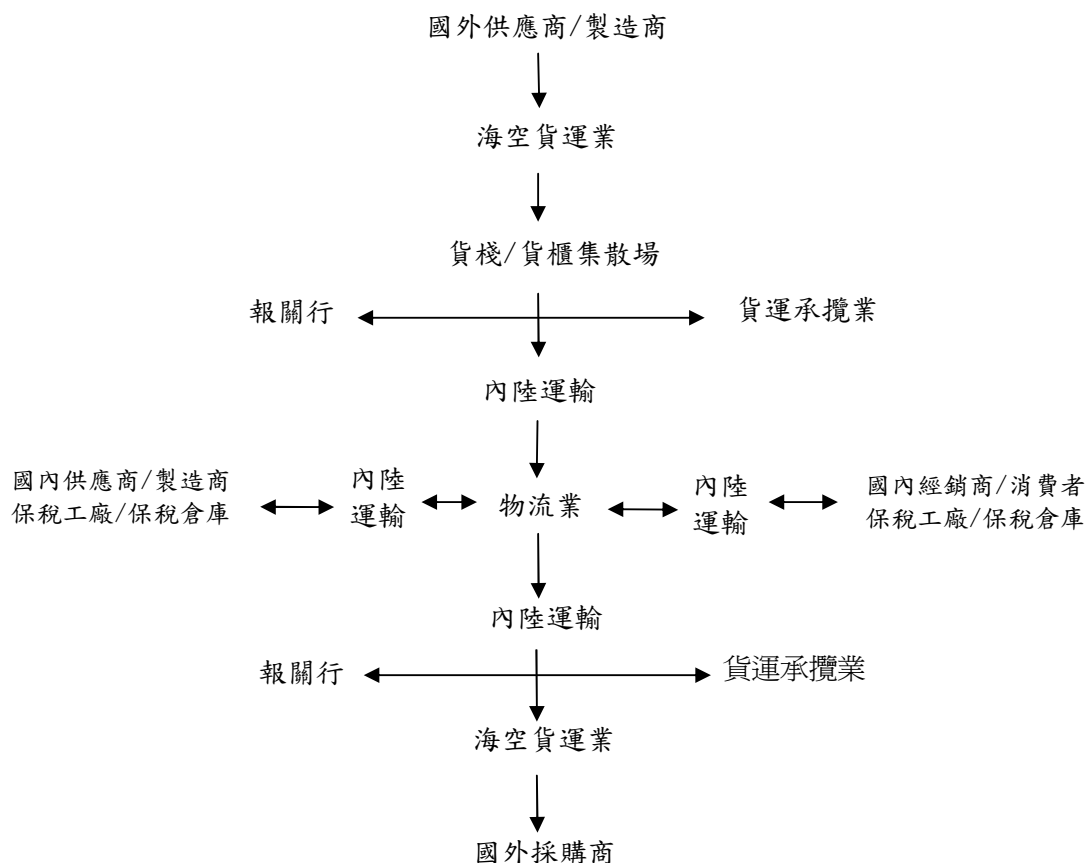 國外供應商/製造商
海空貨運業
貨棧/貨櫃集散場
報關行
貨運承攬業
內陸運輸
國內供應商/製造商
保稅工廠/保稅倉庫
內陸
運輸
物流業
內陸
運輸
國內經銷商/消費者
保稅工廠/保稅倉庫
內陸運輸
報關行
貨運承攬業
海空貨運業
國外採購商